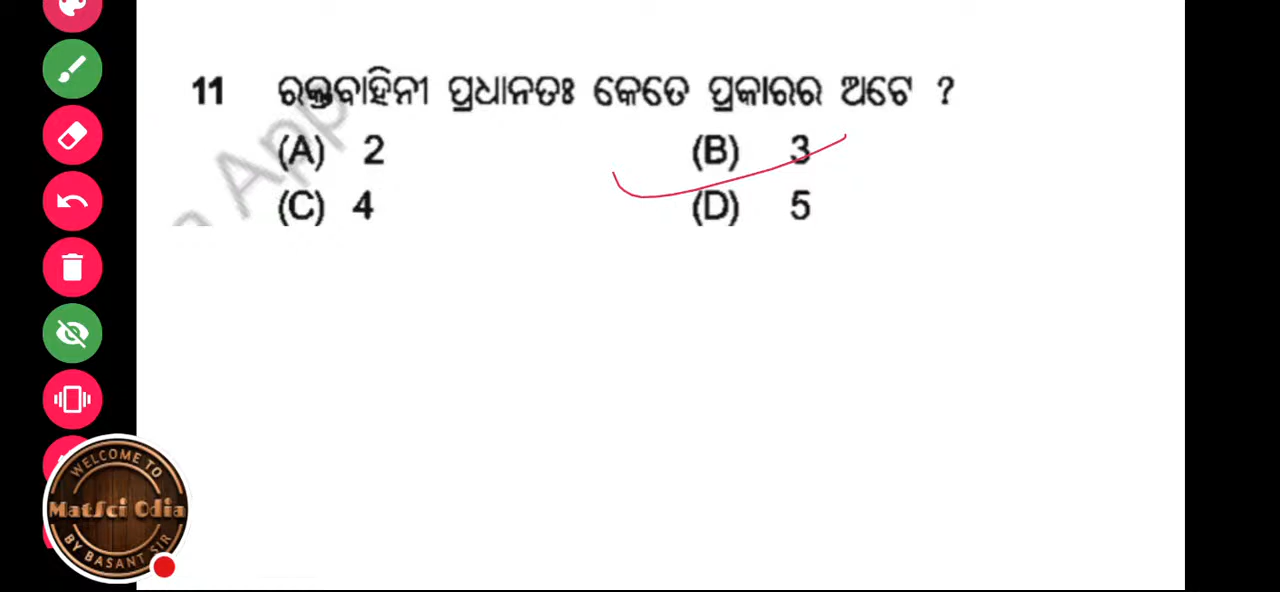 11 ରକ୍ତବାହିନୀ ପ୍ରଧାନତଃ କେତେ ପ୍ରକାରର ଅଟେ ?
(A) 2 (B) 3
(C) 4 (D) 5
App
WELCOME TO
MatSci Odia
BY BASANT SIR